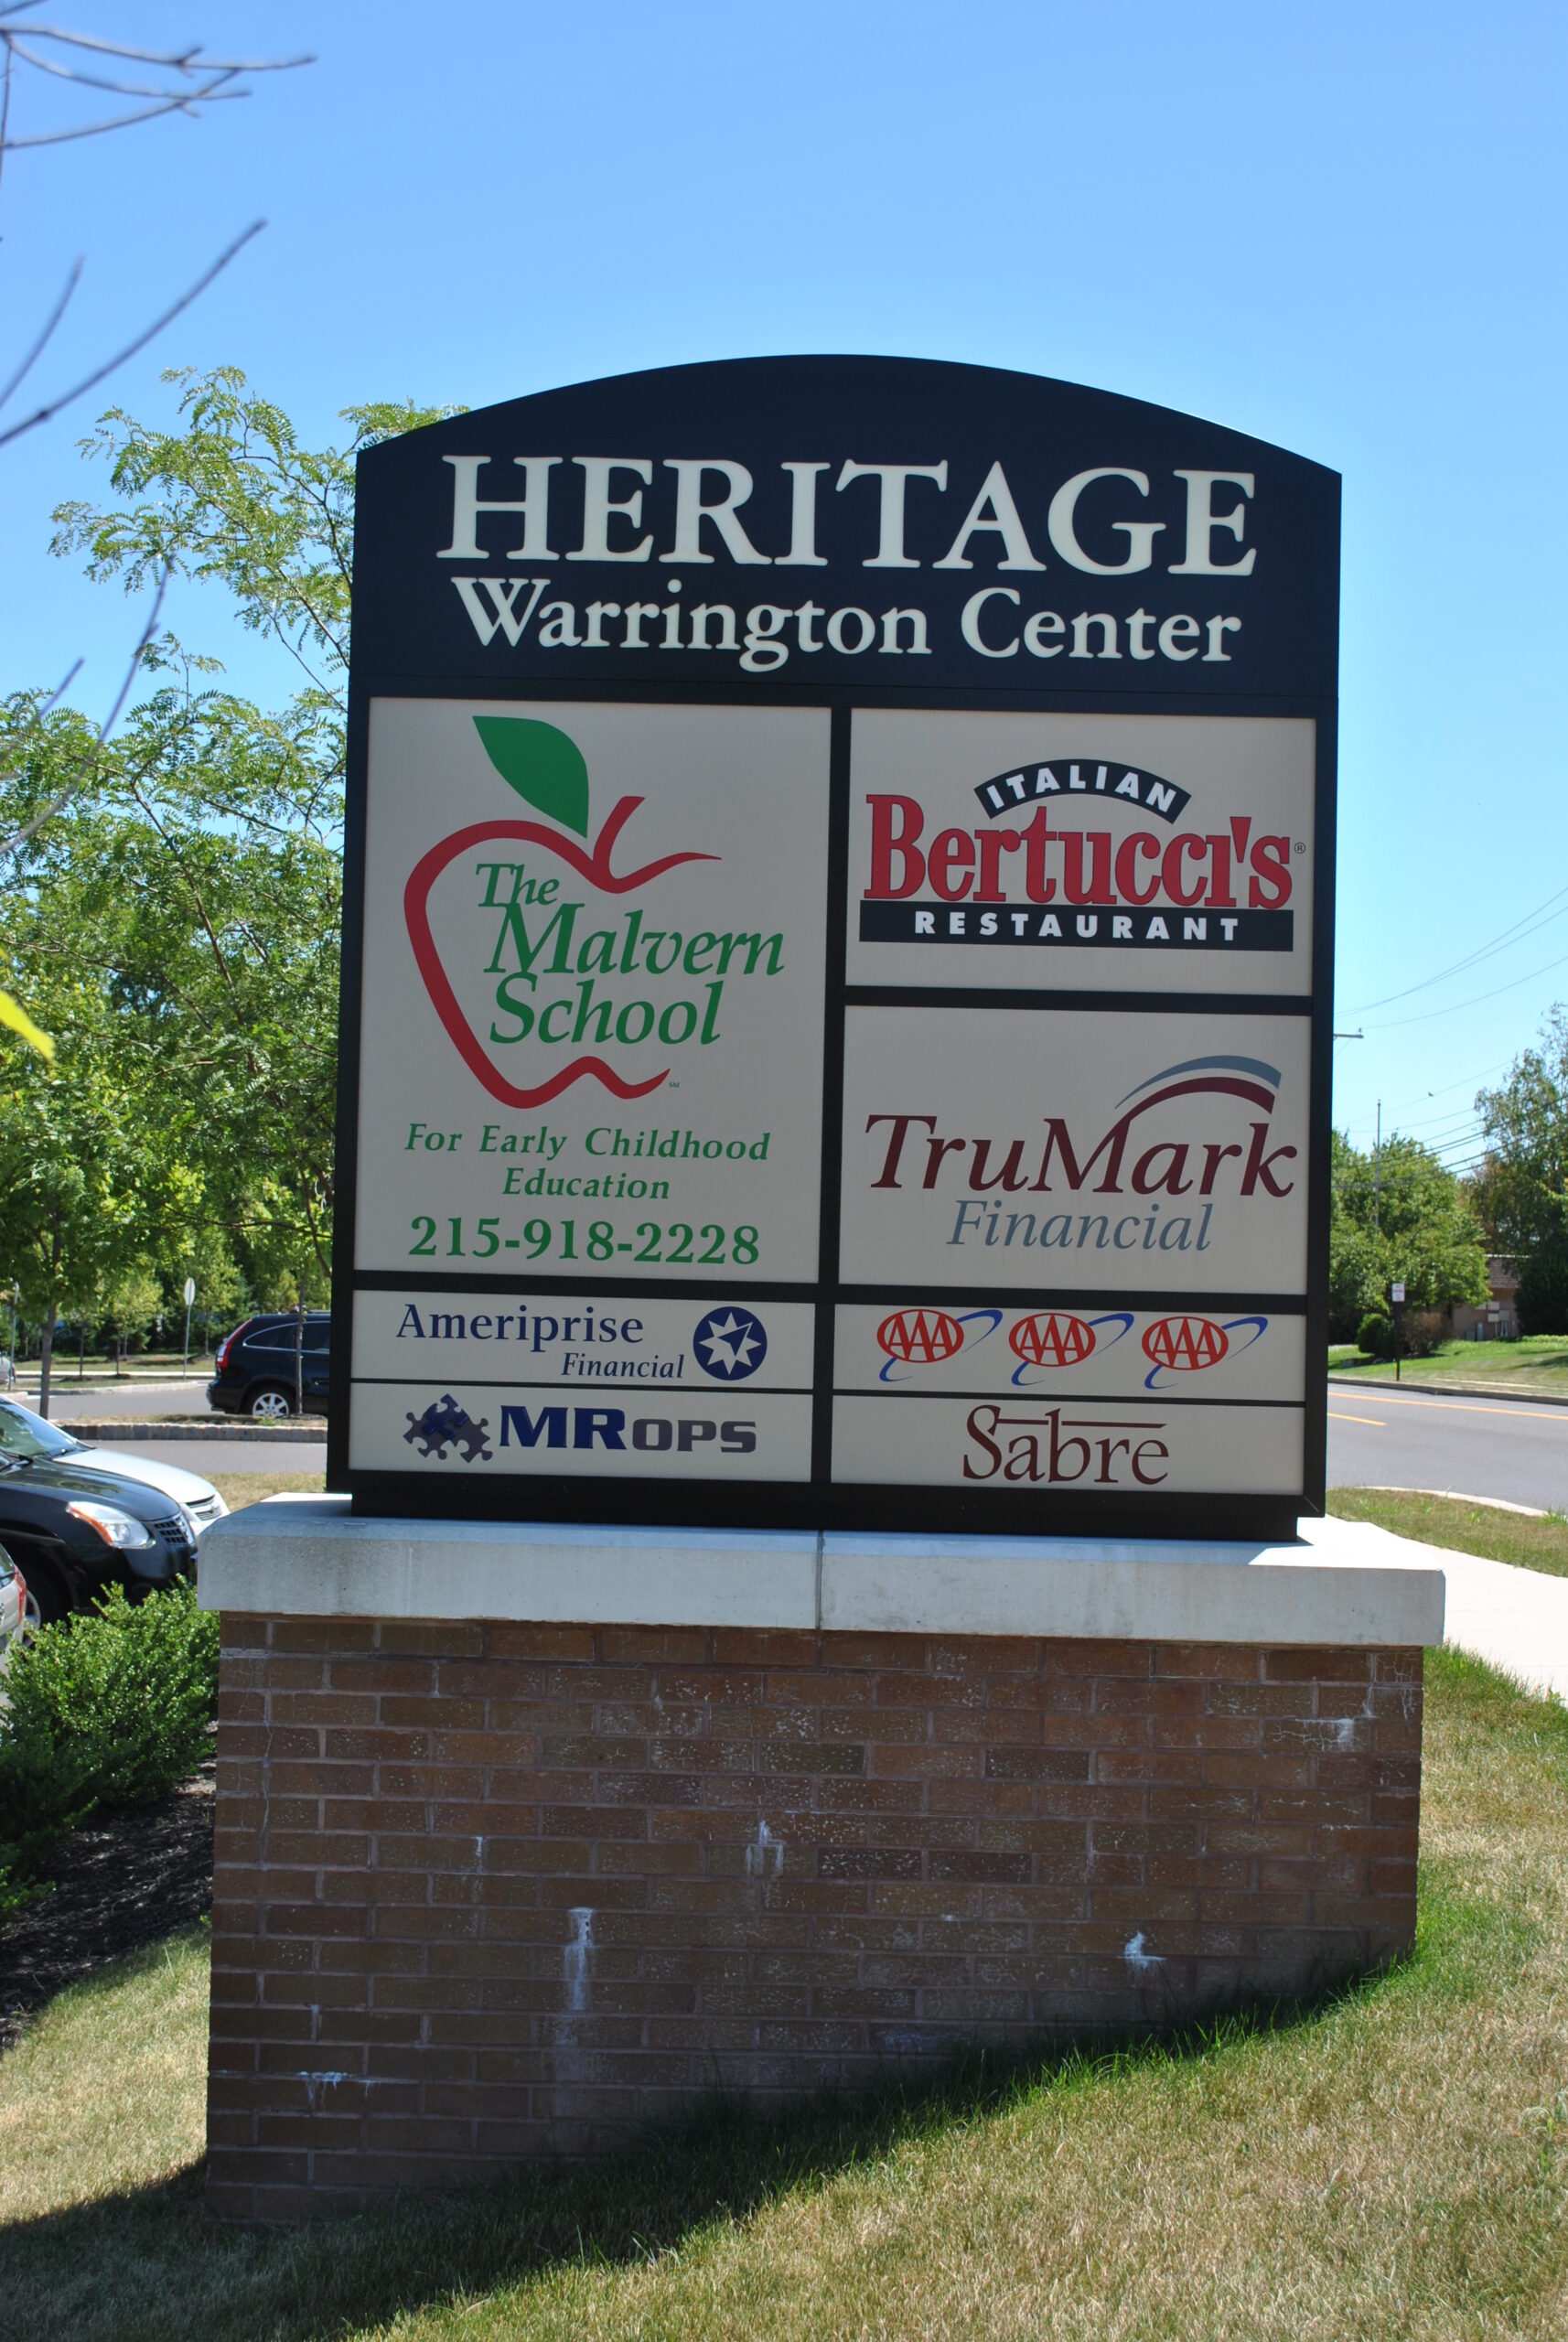 HERITAGE
Warrington Center
The
Malvern
School
SM
For Early Childhood
Education
215-918-2228
ITALIAN
Bertucci's®
RESTAURANT
TruMark
Financial
Ameriprise
Financial
AAA AAA AAA
MROPS
Sabre